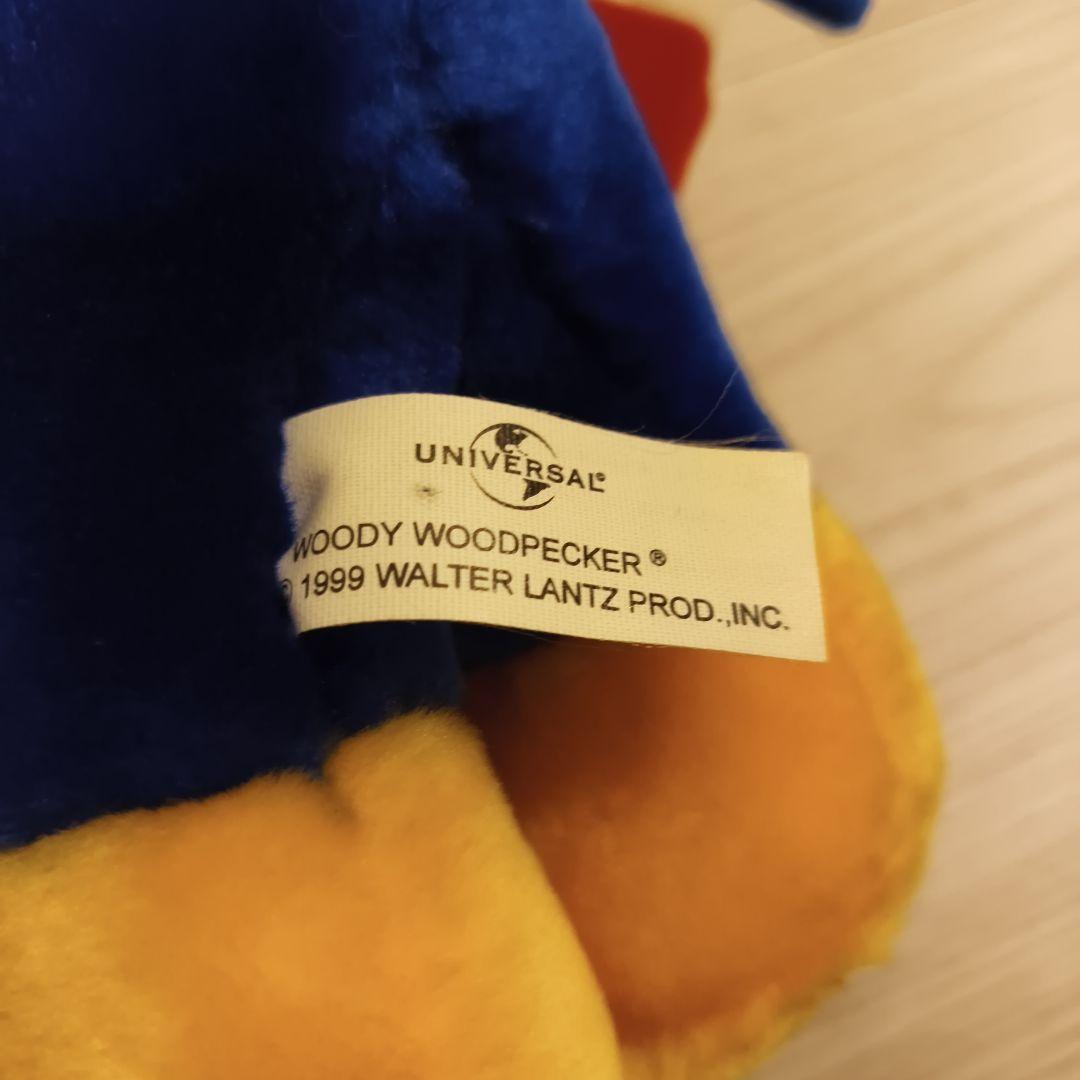 UNIVERSAL®
WOODY WOODPECKER®
© 1999 WALTER LANTZ PROD.,INC.